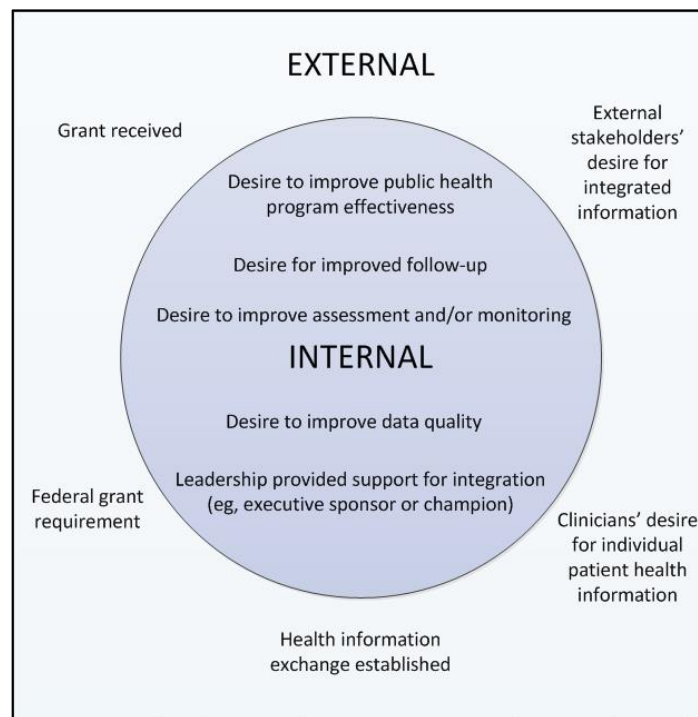 EXTERNAL
Grant received
External
stakeholders’
desire for
integrated
information
Desire to improve public health
program effectiveness
Desire for improved follow-up
Desire to improve assessment and/or monitoring
INTERNAL
Desire to improve data quality
Leadership provided support for integration
(eg, executive sponsor or champion)
Federal grant
requirement
Clinicians’ desire
for individual
patient health
information
Health information
exchange established